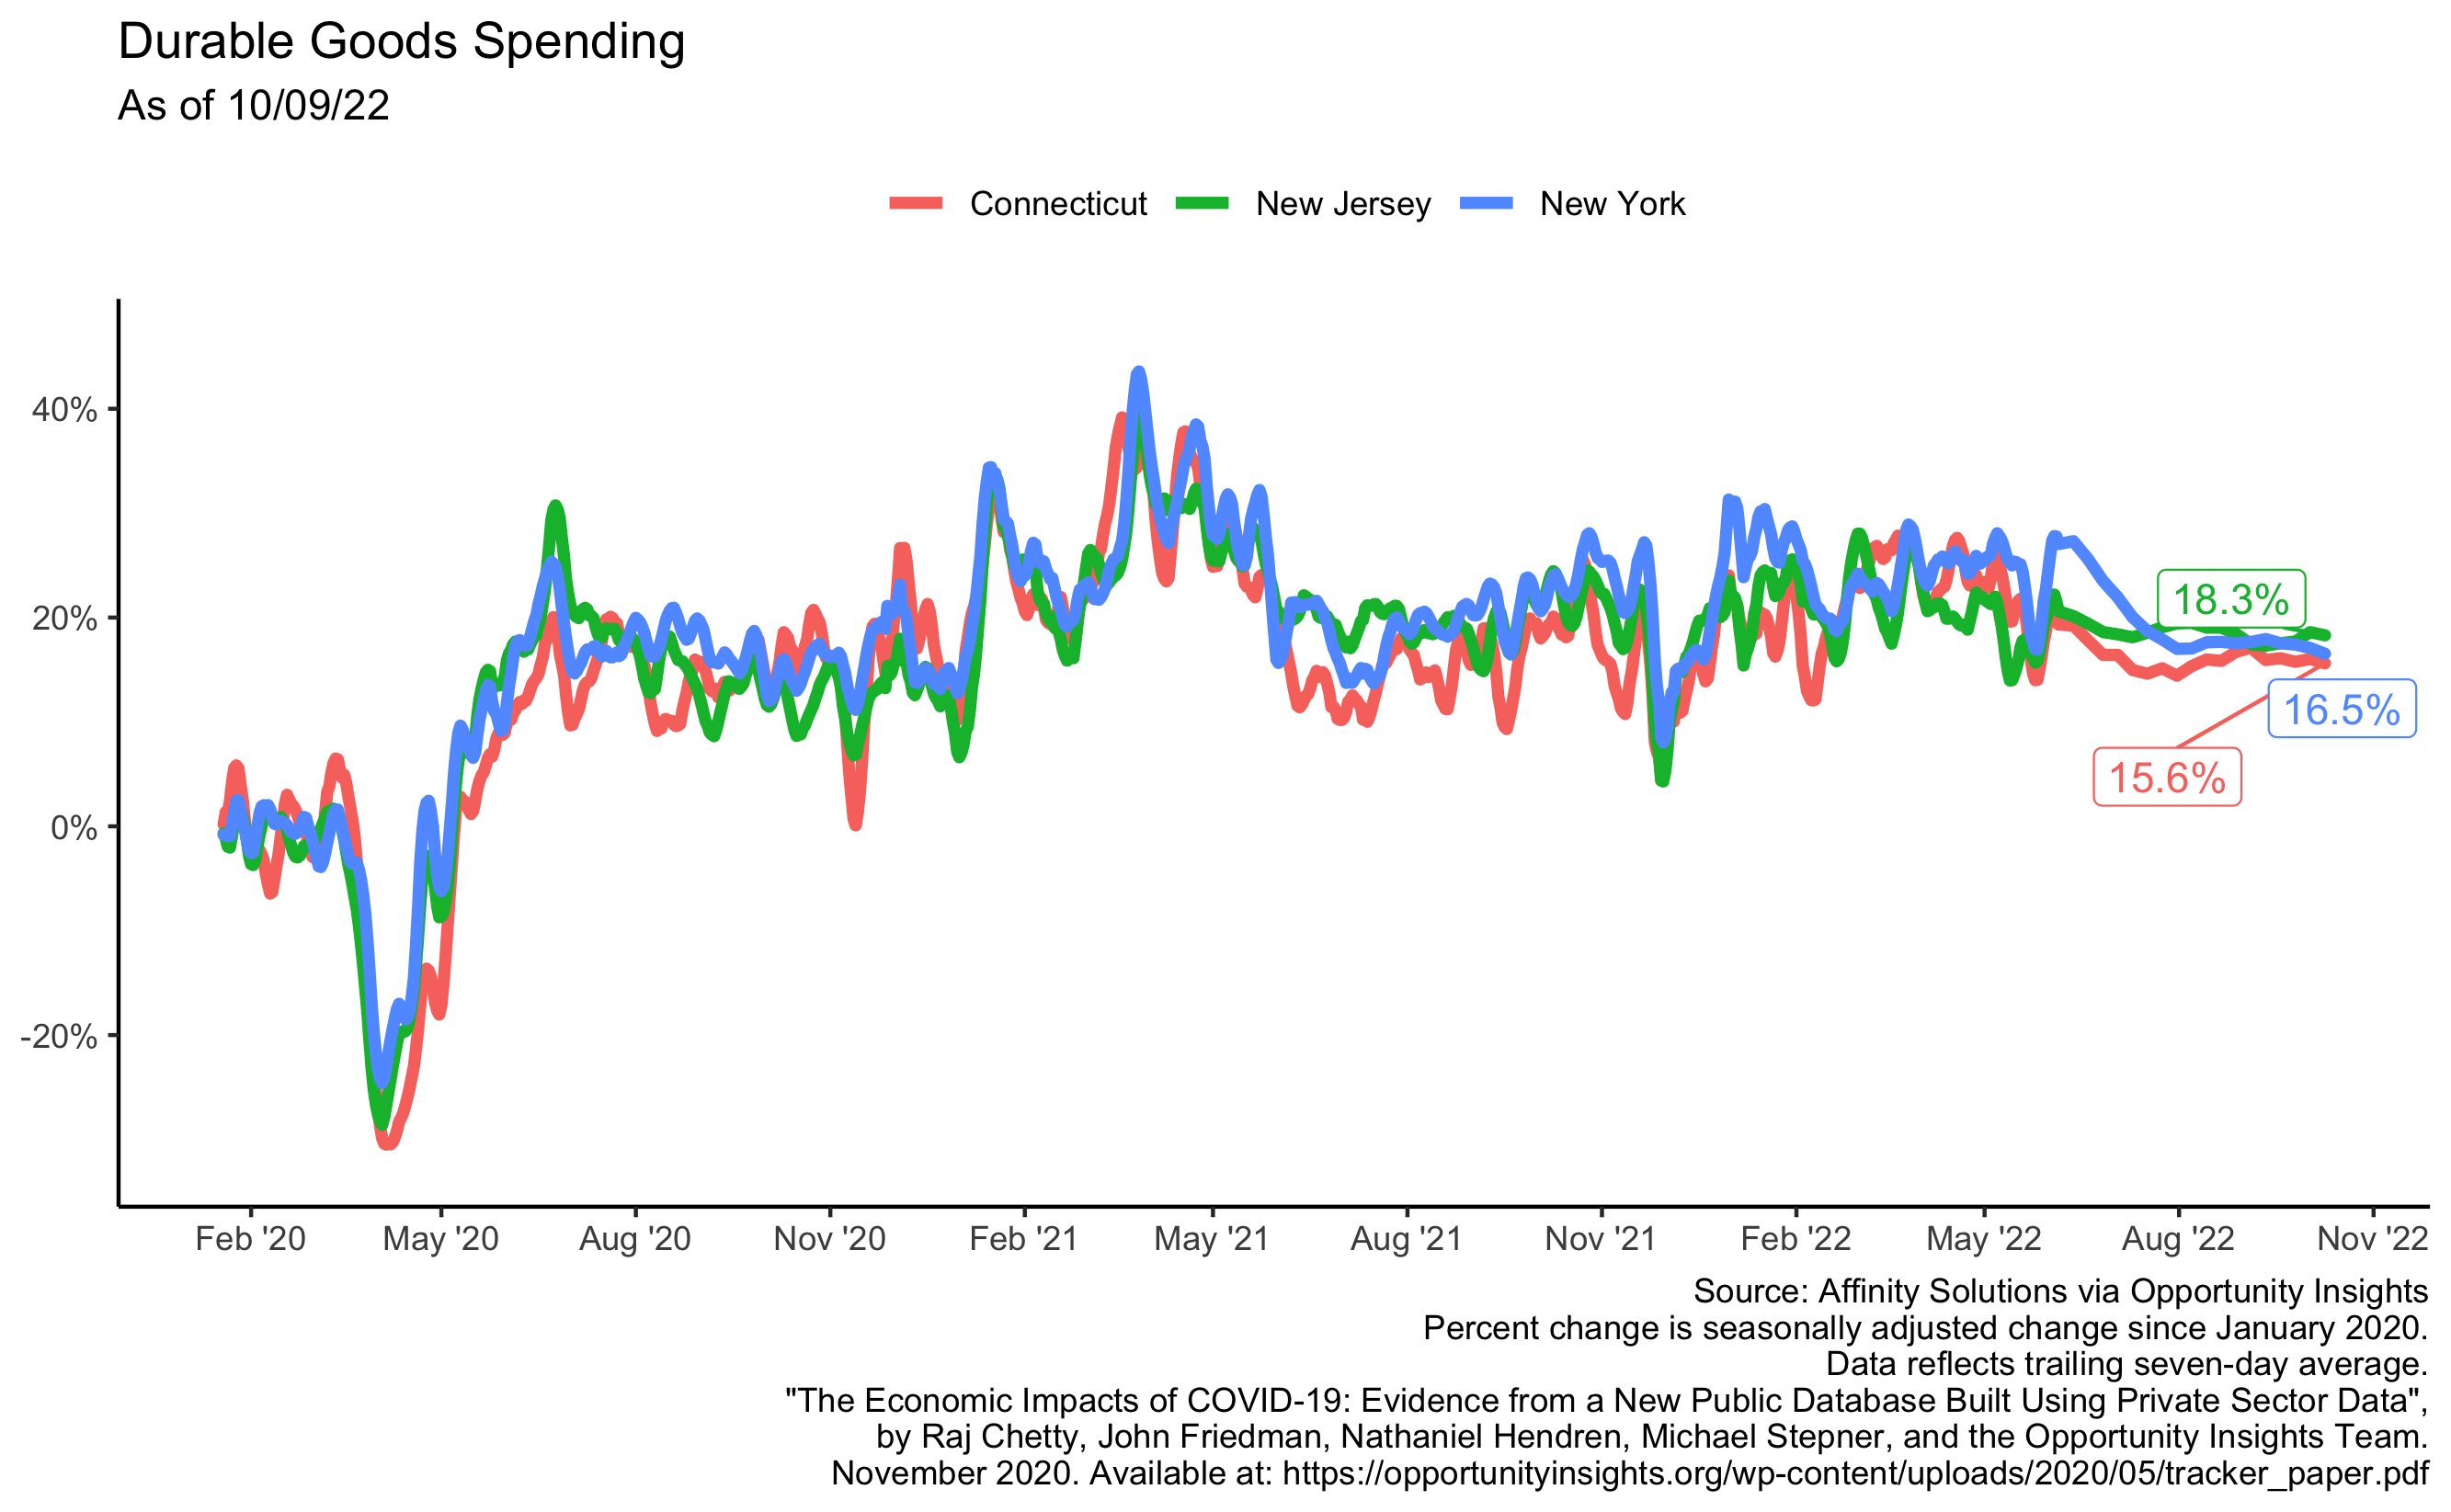 Durable Goods Spending
As of 10/09/22
Connecticut New Jersey New York
40%
20%
0%
-20%
18.3%
16.5%
15.6%
Feb '20 May '20 Aug '20 Nov '20 Feb '21 May '21 Aug '21 Nov '21 Feb '22 May '22 Aug '22 Nov '22
Source: Affinity Solutions via Opportunity Insights
Percent change is seasonally adjusted change since January 2020.
Data reflects trailing seven-day average.
"The Economic Impacts of COVID-19: Evidence from a New Public Database Built Using Private Sector Data",
by Raj Chetty, John Friedman, Nathaniel Hendren, Michael Stepner, and the Opportunity Insights Team.
November 2020. Available at: https://opportunityinsights.org/wp-content/uploads/2020/05/tracker_paper.pdf